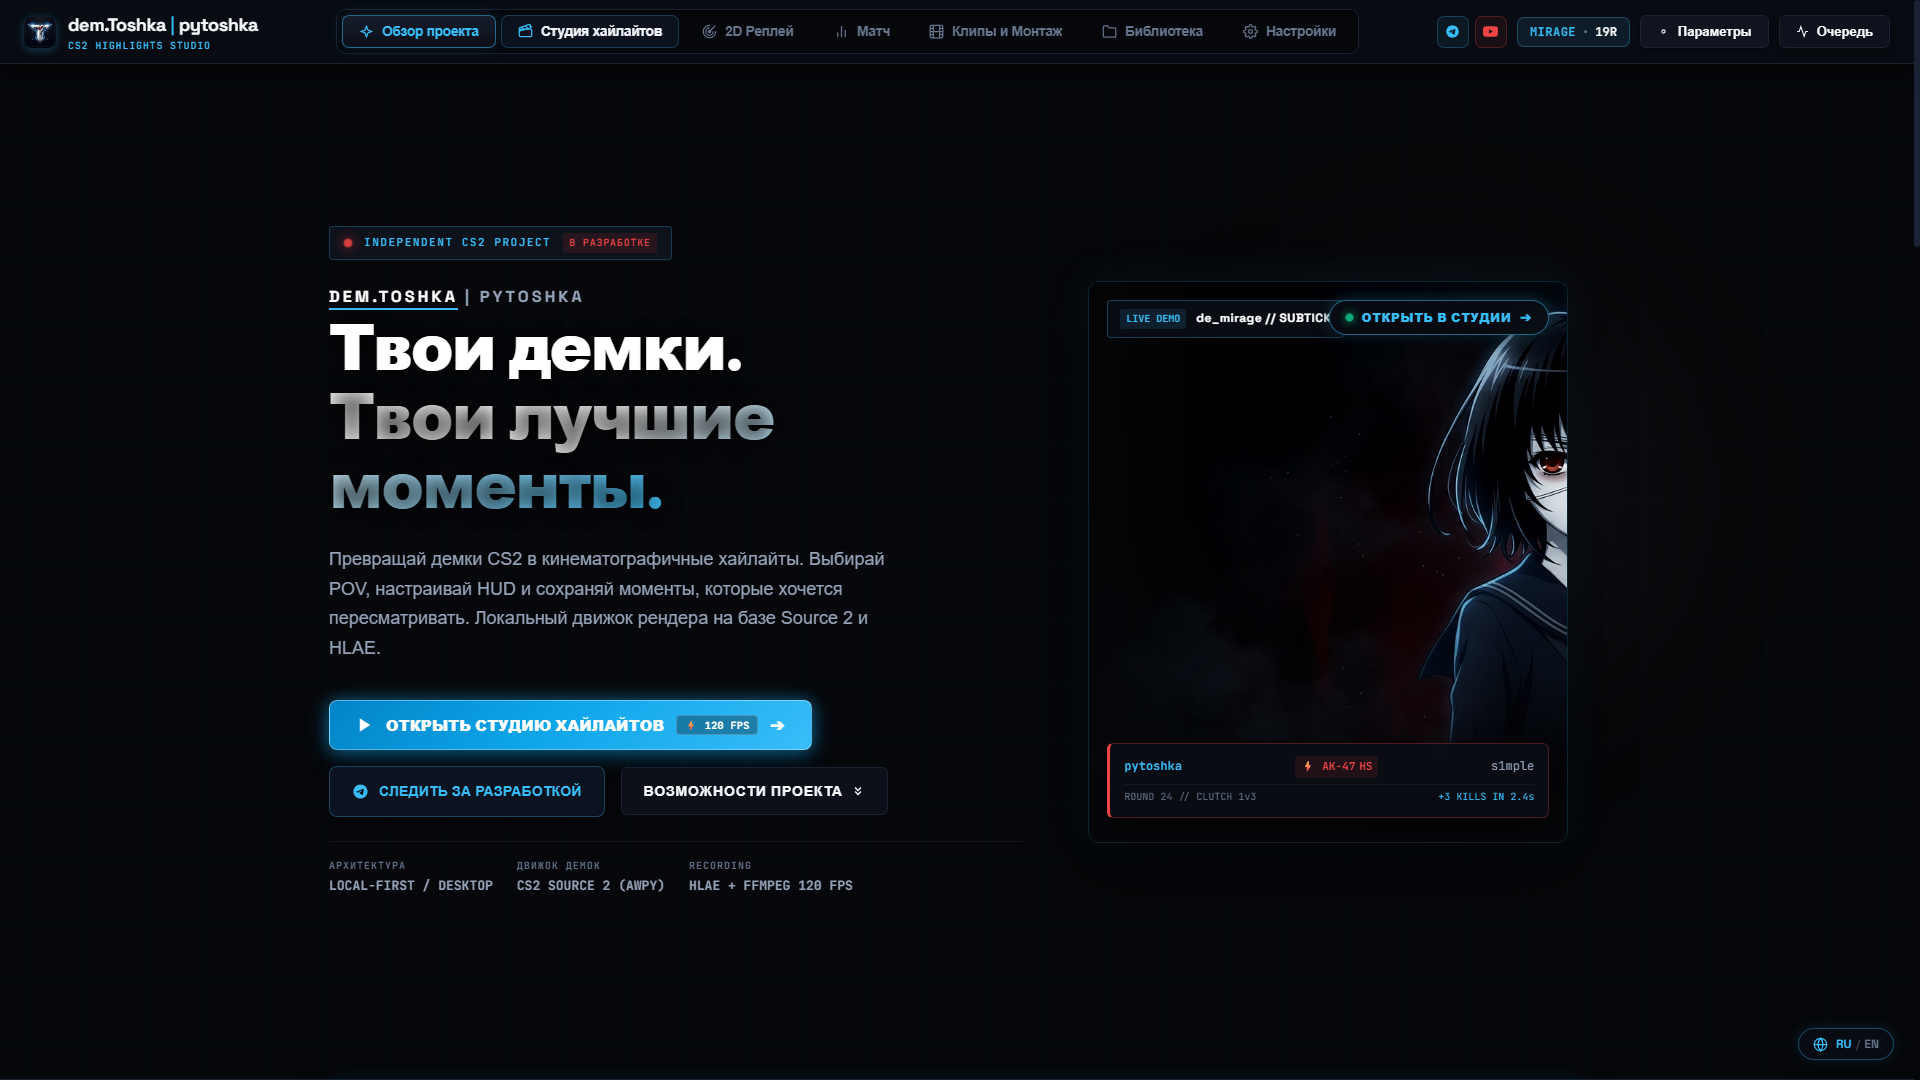 dem.Toshka | pytoshka
CS2 HIGHLIGHTS STUDIO
Обзор проекта
Студия хайлайтов
2D Реплей
Матч
Клипы и Монтаж
Библиотека
Настройки
MIRAGE • 19R
Параметры
Очередь
INDEPENDENT CS2 PROJECT В РАЗРАБОТКЕ
DEM.TOSHKA | PYTOSHKA
Твои демки.
Твои лучшие
моменты.
Превращай демки CS2 в кинематографичные хайлайты. Выбирай
POV, настраивай HUD и сохраняй моменты, которые хочется
пересматривать. Локальный движок рендера на базе Source 2 и
HLAE.
ОТКРЫТЬ СТУДИЮ ХАЙЛАЙТОВ 120 FPS
СЛЕДИТЬ ЗА РАЗРАБОТКОЙ
ВОЗМОЖНОСТИ ПРОЕКТА
АРХИТЕКТУРА
LOCAL-FIRST / DESKTOP
ДВИЖОК ДЕМОК
CS2 SOURCE 2 (AWPY)
RECORDING
HLAE + FFMPEG 120 FPS
LIVE DEMO de_mirage // SUBTICK
ОТКРЫТЬ В СТУДИИ
pytoshka AK-47 HS s1mple
ROUND 24 // CLUTCH 1v3 +3 KILLS IN 2.4s
RU / EN